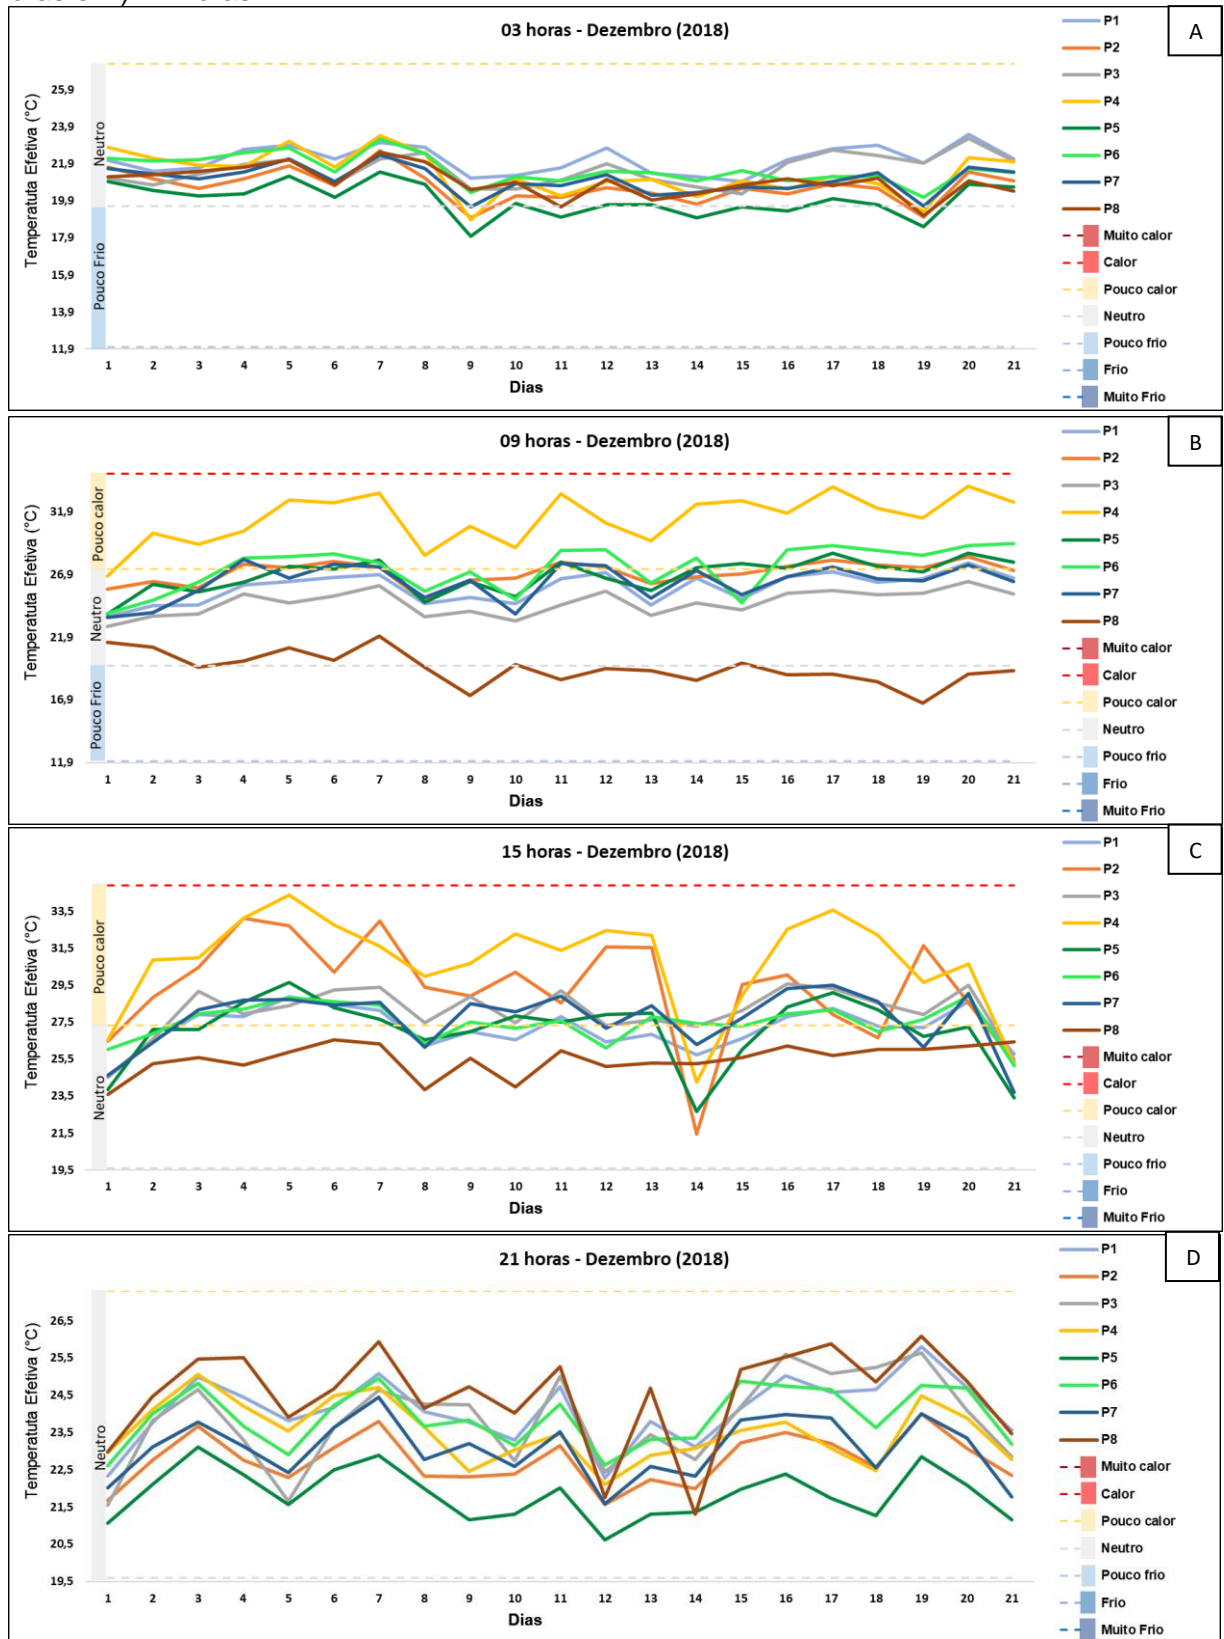 03 horas - Dezembro (2018)
A
Temperatuta Efetiva (°C)
Neutro
Pouco Frio
25,9
23,9
21,9
19,9
17,9
15,9
13,9
11,9
1 2 3 4 5 6 7 8 9 10 11 12 13 14 15 16 17 18 19 20 21
Dias
P1
P2
P3
P4
P5
P6
P7
P8
Muito calor
Calor
Pouco calor
Neutro
Pouco frio
Frio
Muito Frio
09 horas - Dezembro (2018)
B
Temperatuta Efetiva (°C)
Pouco calor
Neutro
Pouco Frio
31,9
26,9
21,9
16,9
11,9
1 2 3 4 5 6 7 8 9 10 11 12 13 14 15 16 17 18 19 20 21
Dias
P1
P2
P3
P4
P5
P6
P7
P8
Muito calor
Calor
Pouco calor
Neutro
Pouco frio
Frio
Muito Frio
15 horas - Dezembro (2018)
C
Temperatuta Efetiva (°C)
Pouco calor
Neutro
33,5
31,5
29,5
27,5
25,5
23,5
21,5
19,5
1 2 3 4 5 6 7 8 9 10 11 12 13 14 15 16 17 18 19 20 21
Dias
P1
P2
P3
P4
P5
P6
P7
P8
Muito calor
Calor
Pouco calor
Neutro
Pouco frio
Frio
Muito Frio
21 horas - Dezembro (2018)
D
Temperatuta Efetiva (°C)
Neutro
26,5
25,5
24,5
23,5
22,5
21,5
20,5
19,5
1 2 3 4 5 6 7 8 9 10 11 12 13 14 15 16 17 18 19 20 21
Dias
P1
P2
P3
P4
P5
P6
P7
P8
Muito calor
Calor
Pouco calor
Neutro
Pouco frio
Frio
Muito Frio